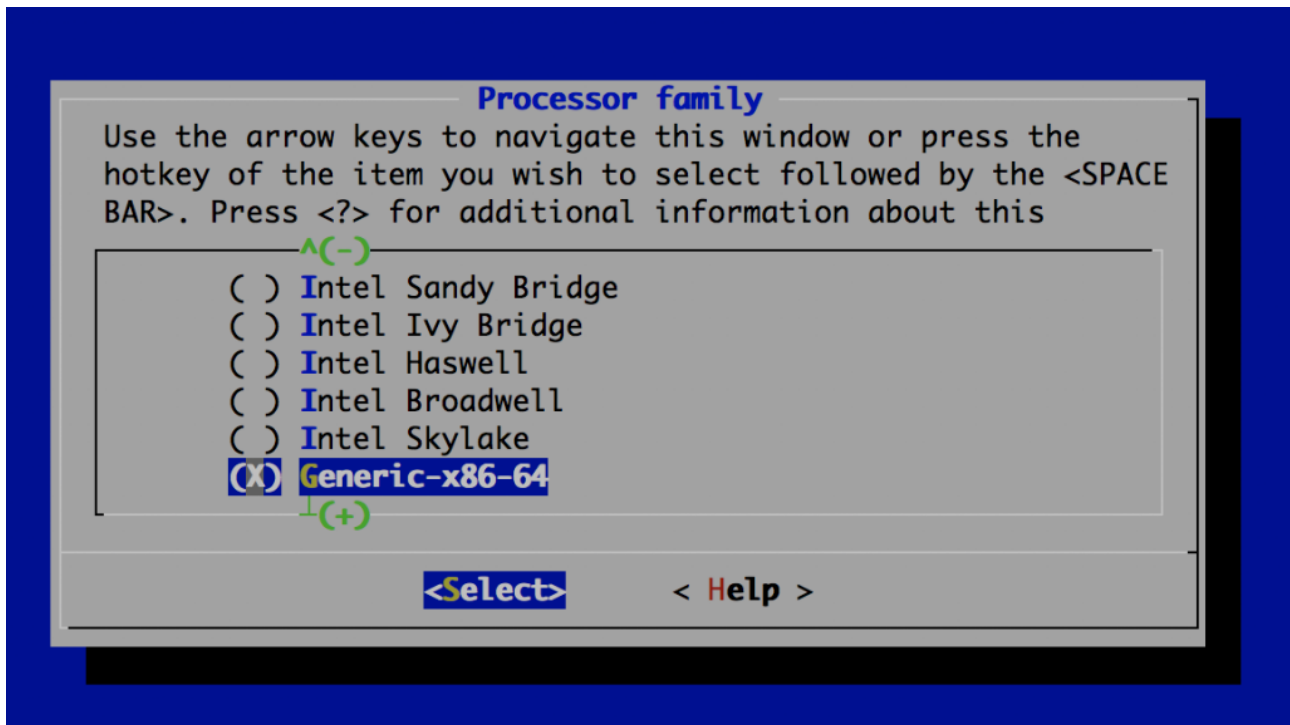 Processor family
Use the arrow keys to navigate this window or press the
hotkey of the item you wish to select followed by the <SPACE
BAR>. Press <?> for additional information about this
^(-)
( ) Intel Sandy Bridge
( ) Intel Ivy Bridge
( ) Intel Haswell
( ) Intel Broadwell
( ) Intel Skylake
(X) Generic-x86-64
┴(+)
<Select> < Help >